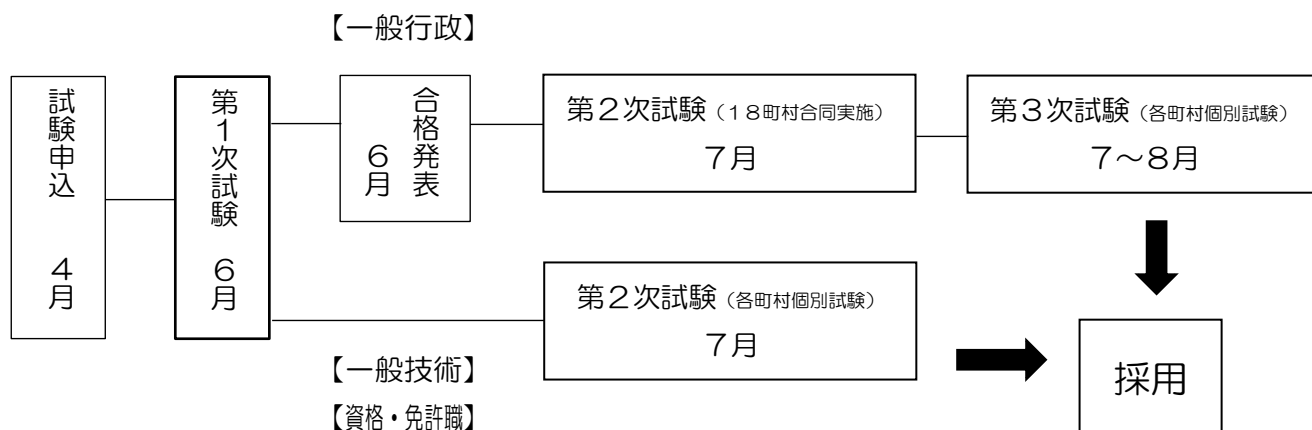 【一般行政】
試験申込 4月
第1次試験 6月
合格発表
6月
第2次試験（18町村合同実施）
7月
第3次試験（各町村個別試験）
7～8月
第2次試験（各町村個別試験）
7月
【一般技術】
【資格・免許職】
採用